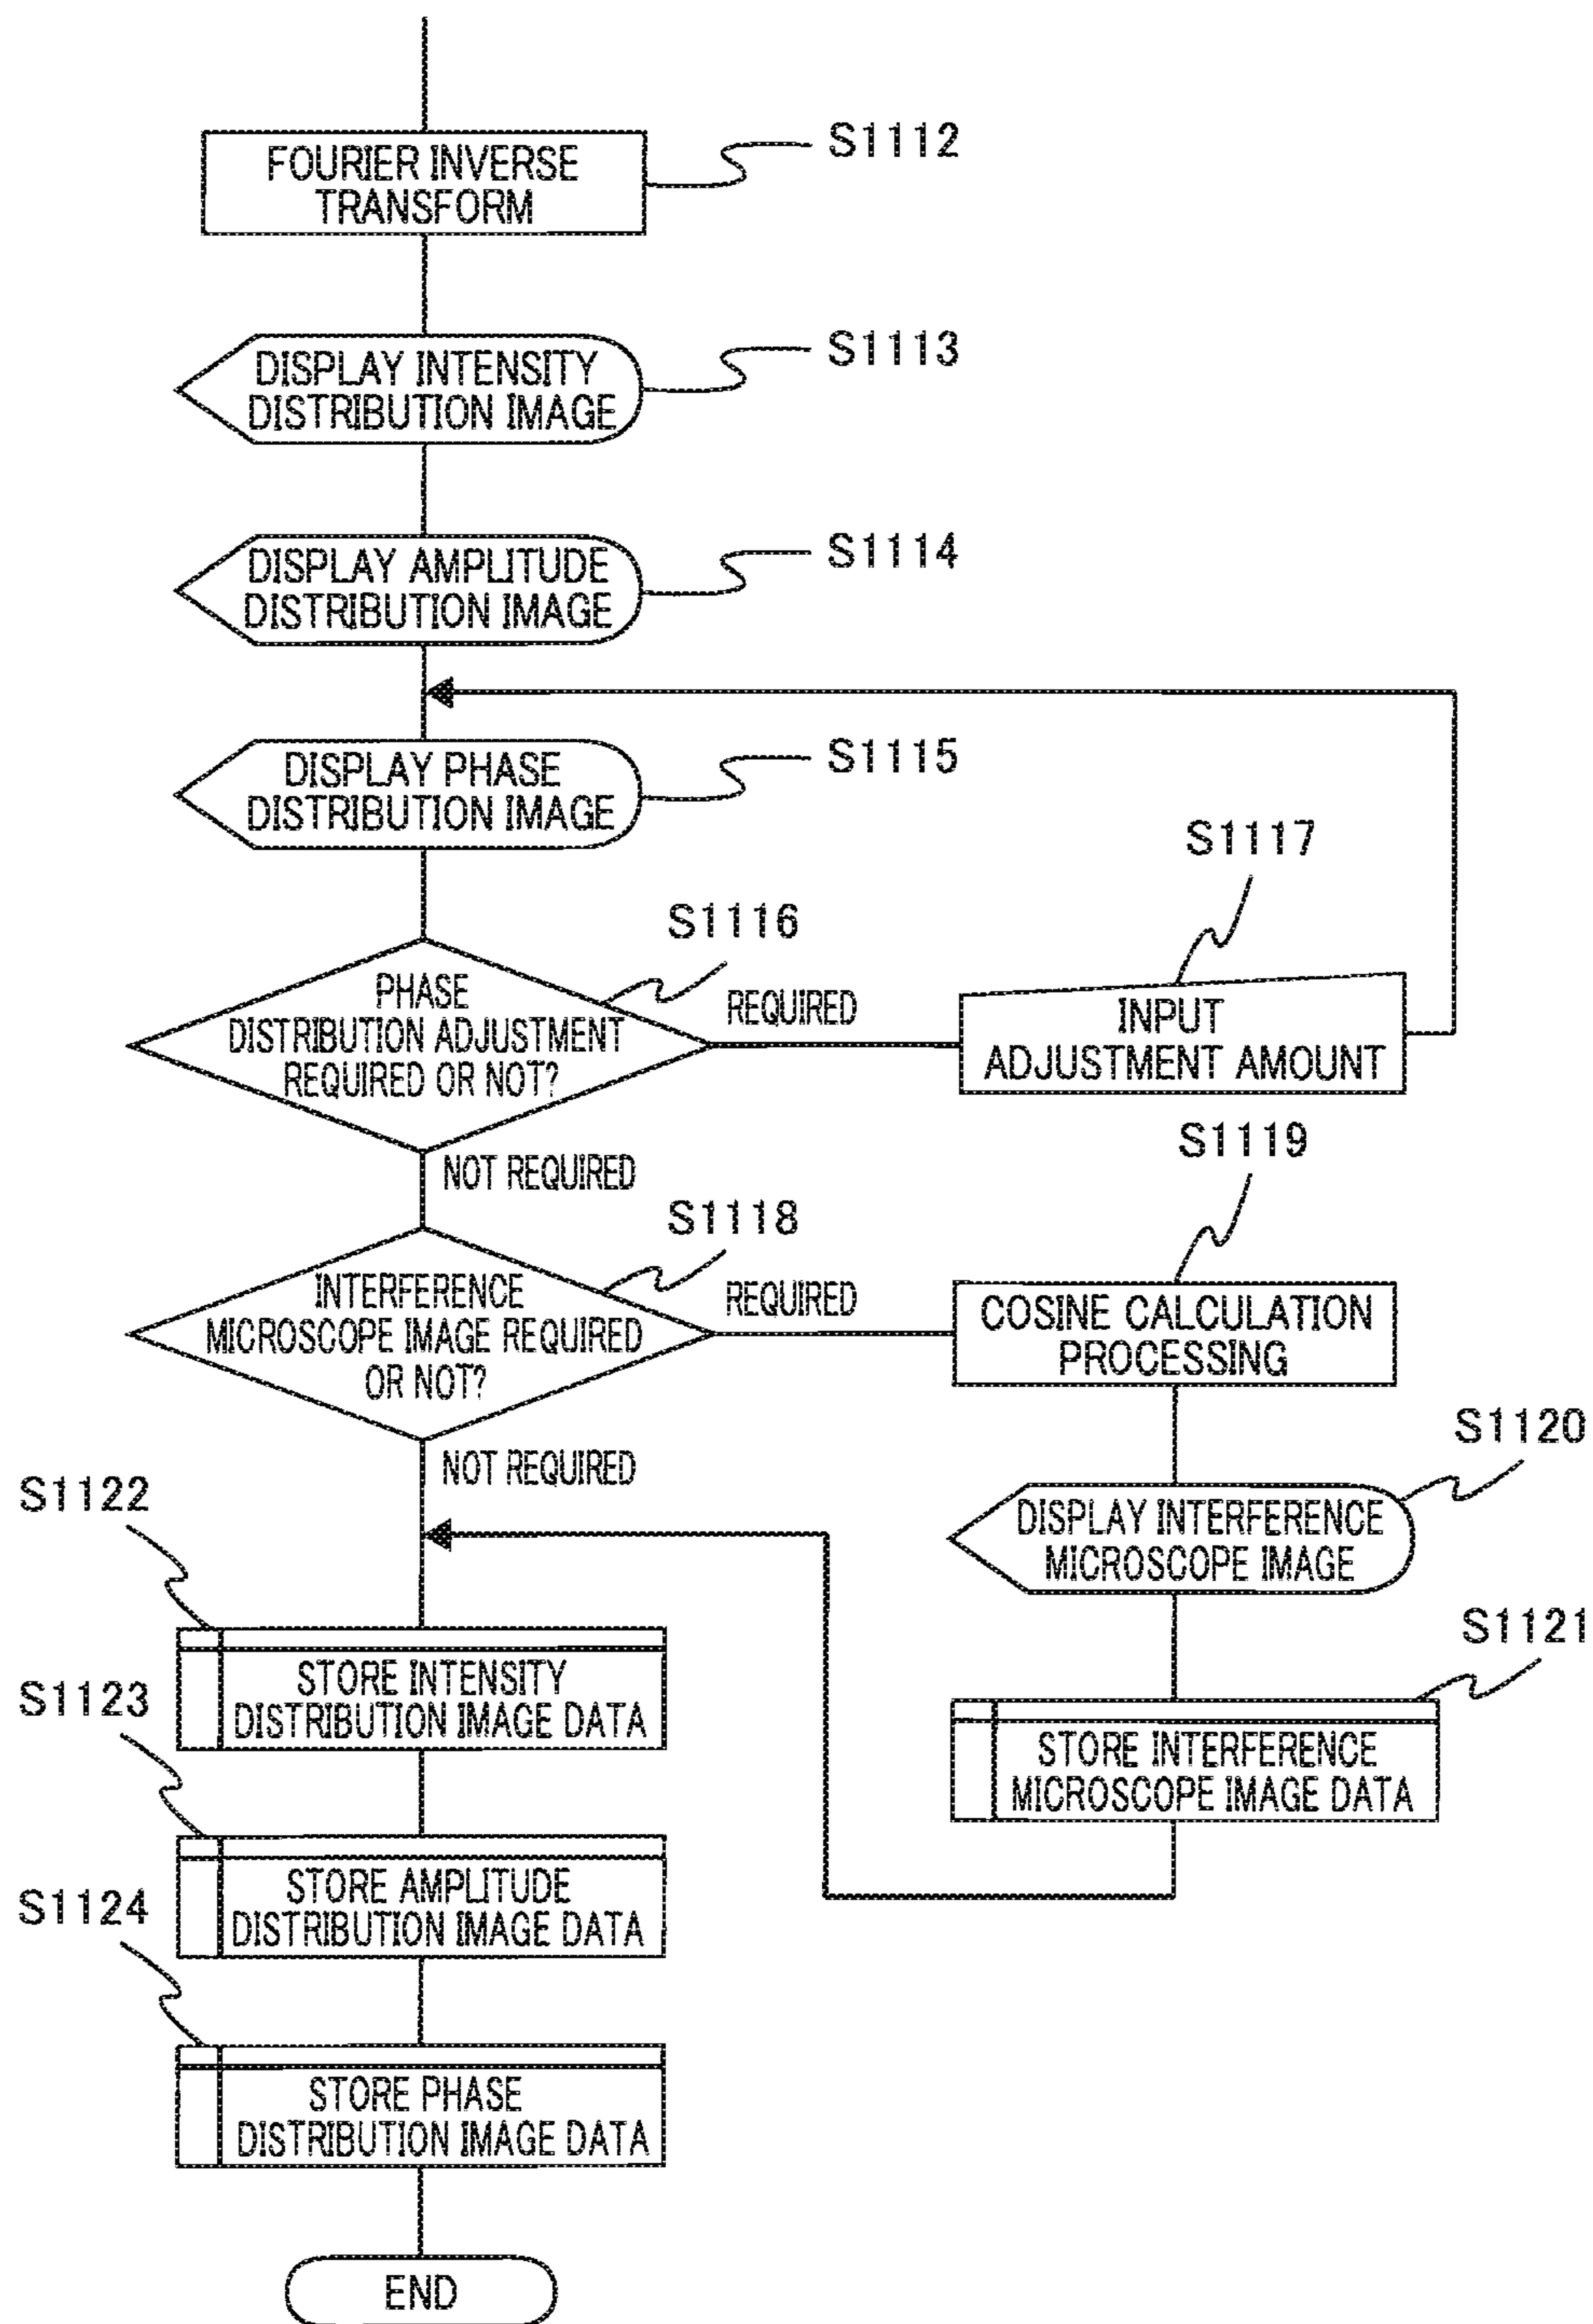 FOURIER INVERSE
TRANSFORM
S1112
DISPLAY INTENSITY
DISTRIBUTION IMAGE
S1113
DISPLAY AMPLITUDE
DISTRIBUTION IMAGE
S1114
DISPLAY PHASE
DISTRIBUTION IMAGE
S1115
S1116
PHASE
DISTRIBUTION ADJUSTMENT
REQUIRED OR NOT?
REQUIRED
S1117
INPUT
ADJUSTMENT AMOUNT
NOT REQUIRED
S1118
INTERFERENCE
MICROSCOPE IMAGE REQUIRED
OR NOT?
REQUIRED
S1119
COSINE CALCULATION
PROCESSING
NOT REQUIRED
S1120
DISPLAY INTERFERENCE
MICROSCOPE IMAGE
S1121
STORE INTERFERENCE
MICROSCOPE IMAGE DATA
S1122
STORE INTENSITY
DISTRIBUTION IMAGE DATA
S1123
STORE AMPLITUDE
DISTRIBUTION IMAGE DATA
S1124
STORE PHASE
DISTRIBUTION IMAGE DATA
END